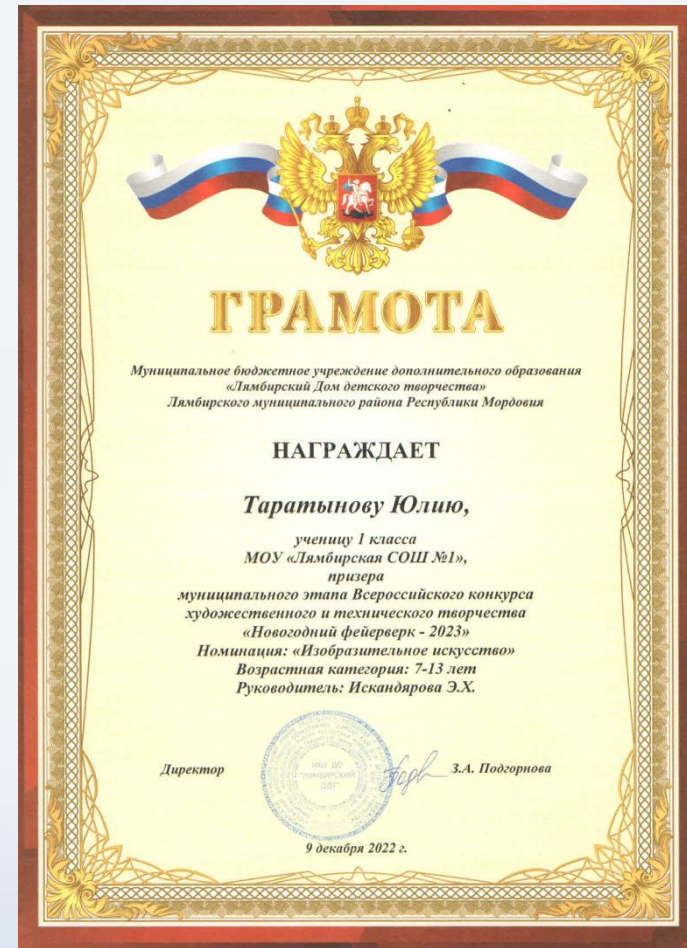 ГРАМОТА
Муниципальное бюджетное учреждение дополнительного образования
«Лямбирский Дом детского творчества»
Лямбирского муниципального района Республики Мордовия
НАГРАЖДАЕТ
Таратынову Юлию,
ученицу 1 класса
МОУ «Лямбирская СОШ №1»,
призера
муниципального этапа Всероссийского конкурса
художественного и технического творчества
«Новогодний фейерверк - 2023»
Номинация: «Изобразительное искусство»
Возрастная категория: 7-13 лет
Руководитель: Искандярова Э.Х.
Директор З.А. Подгорнова
"ЛЯМБИРСКИЙ
9 декабря 2022 г.